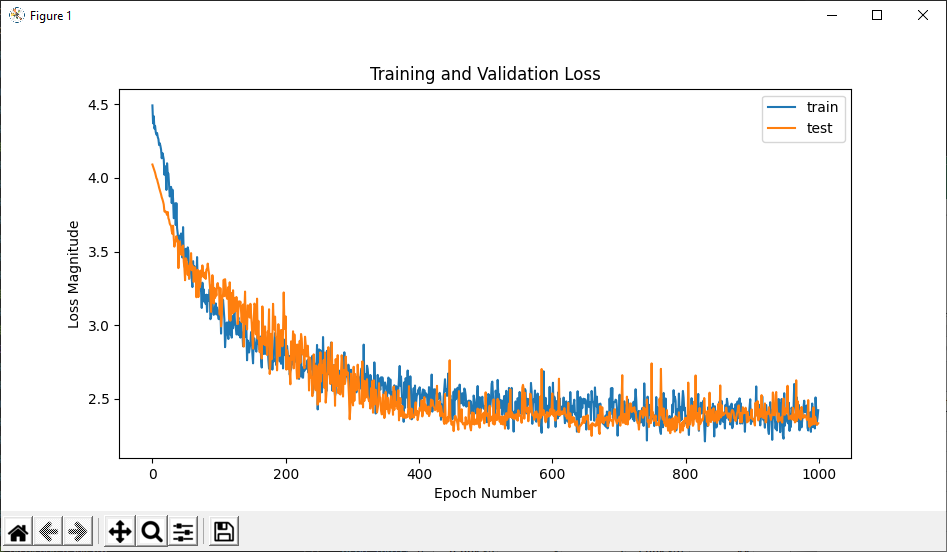 Figure 1
Training and Validation Loss
train
test
Loss Magnitude
4.5
4.0
3.5
3.0
2.5
0 200 400 600 800 1000
Epoch Number